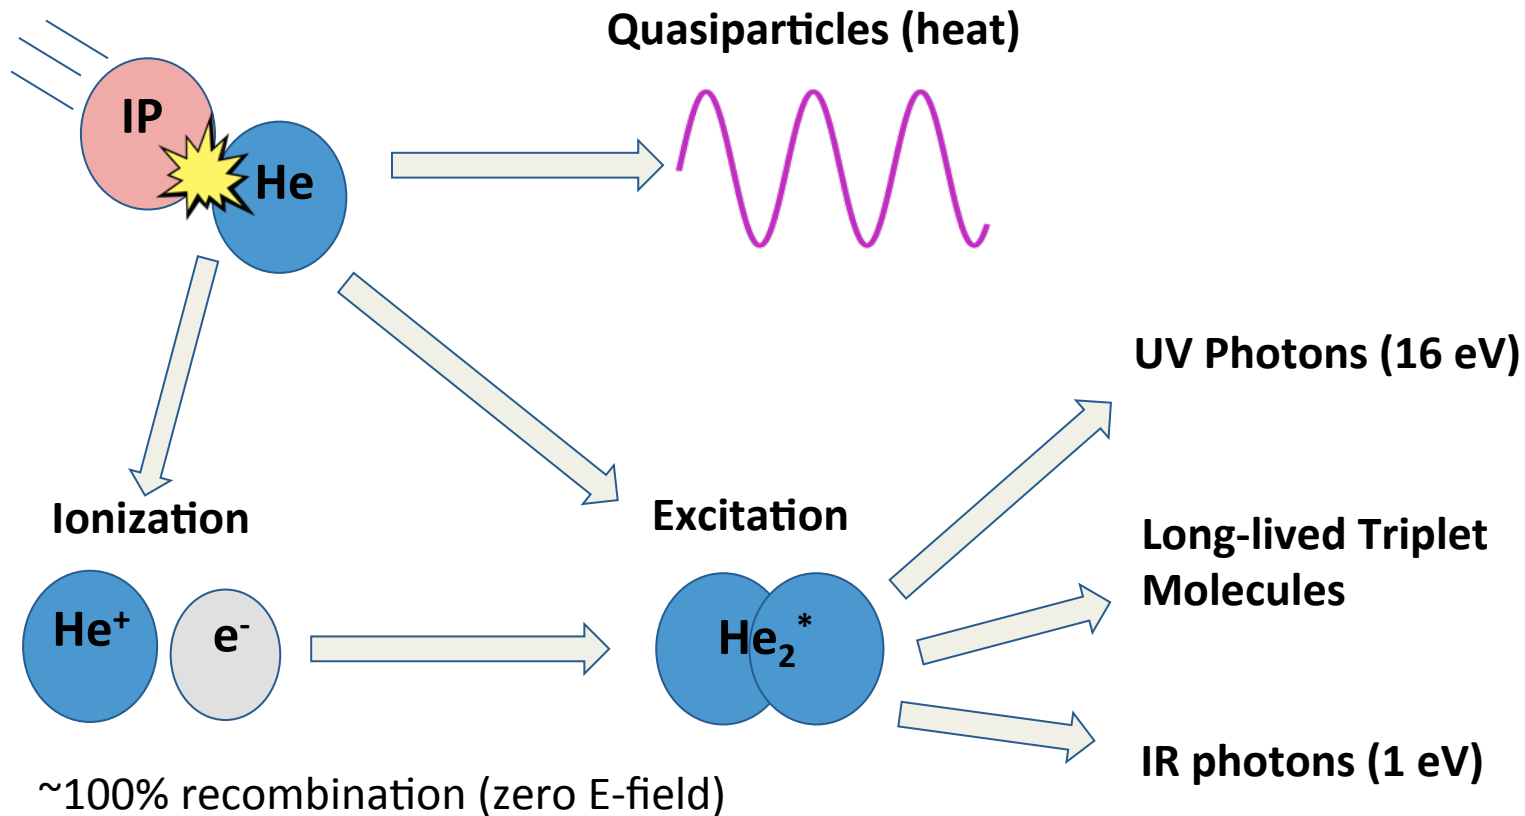 Quasiparticles (heat)
IP
He
UV Photons (16 eV)
Ionization
Excitation
Long-lived Triplet
Molecules
He⁺
e⁻
He₂*
IR photons (1 eV)
~100% recombination (zero E-field)